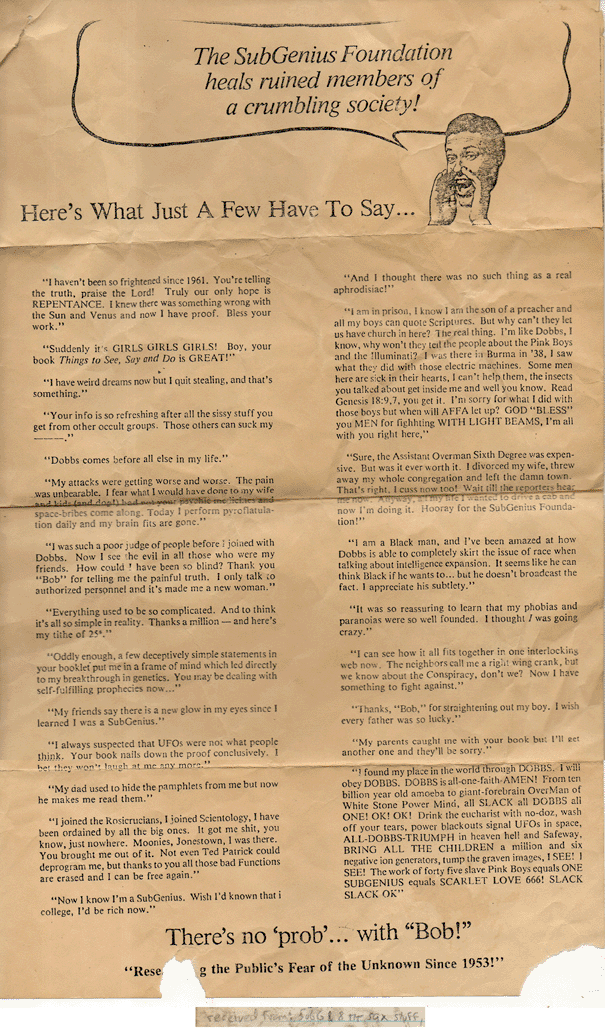 The SubGenius Foundation
heals ruined members of
a crumbling society!
Here's What Just A Few Have To Say...
"I haven't been so frightened since 1961. You're telling
the truth, praise the Lord! Truly our only hope is
REPENTANCE. I knew there was something wrong with
the Sun and Venus and now I have proof. Bless your
work."
"Suddenly it's GIRLS GIRLS GIRLS! Boy, your
book Things to See, Say and Do is GREAT!"
"I have weird dreams now but I quit stealing, and that's
something."
"Your info is so refreshing after all the sissy stuff you
get from other occult groups. Those others can suck my
———."
"Dobbs comes before all else in my life."
"My attacks were getting worse and worse. The pain
was unbearable. I fear what I would have done to my wife
and kids (and dog!) had not your psychic
space-bribes come along. Today I perform pyroflatula-
tion daily and my brain fits are gone."
"I was such a poor judge of people before I joined with
Dobbs. Now I see the evil in all those who were my
friends. How could I have been so blind? Thank you
"Bob" for telling me the painful truth. I only talk to
authorized personnel and it's made me a new woman."
"Everything used to be so complicated. And to think
it's all so simple in reality. Thanks a million — and here's
my tithe of 25¢."
"Oddly enough, a few deceptively simple statements in
your booklet put me in a frame of mind which led directly
to my breakthrough in genetics. You may be dealing with
self-fulfilling prophecies now..."
"My friends say there is a new glow in my eyes since I
learned I was a SubGenius."
"I always suspected that UFOs were not what people
think. Your book nails down the proof conclusively. I
bet they won't laugh at me any more."
"My dad used to hide the pamphlets from me but now
he makes me read them."
"I joined the Rosicrucians, I joined Scientology, I have
been ordained by all the big ones. It got me shit, you
know, just nowhere. Moonies, Jonestown, I was there.
You brought me out of it. Not even Ted Patrick could
deprogram me, but thanks to you all those bad Functions
are erased and I can be free again."
"Now I know I'm a SubGenius. Wish I'd known that i
college, I'd be rich now."
"And I thought there was no such thing as a real
aphrodisiac!"
"I am in prison, I know I am the son of a preacher and
all my boys can quote Scriptures. But why can't they let
us have church in here? The real thing. I'm like Dobbs, I
know, why won't they tell the people about the Pink Boys
and the Illuminati? I was there in Burma in '38, I saw
what they did with those electric machines. Some men
here are sick in their hearts, I can't help them, the insects
you talked about get inside me and well you know. Read
Genesis 18:9,7, you get it. I'm sorry for what I did with
those boys but when will AFFA let up? GOD "BLESS"
you MEN for fighhting WITH LIGHT BEAMS, I'm all
with you right here,"
"Sure, the Assistant Overman Sixth Degree was expen-
sive. But was it ever worth it. I divorced my wife, threw
away my whole congregation and left the damn town.
That's right, I cuss now too! Wait till the reporters hear
me now. Anyway, all my life I wanted to drive a cab and
now I'm doing it. Hooray for the SubGenius Founda-
tion!"
"I am a Black man, and I've been amazed at how
Dobbs is able to completely skirt the issue of race when
talking about intelligence expansion. It seems like he can
think Black if he wants to... but he doesn't broadcast the
fact. I appreciate his subtlety."
"It was so reassuring to learn that my phobias and
paranoias were so well founded. I thought I was going
crazy."
"I can see how it all fits together in one interlocking
web now. The neighbors call me a right wing crank, but
we know about the Conspiracy, don't we? Now I have
something to fight against."
"Thanks, "Bob," for straightening out my boy. I wish
every father was so lucky."
"My parents caught me with your book but I'll get
another one and they'll be sorry."
"I found my place in the world through DOBBS. I will
obey DOBBS. DOBBS is all-one-faith-AMEN! From ten
billion year old amoeba to giant-forebrain OverMan of
White Stone Power Mind, all SLACK all DOBBS all
ONE! OK! OK! Drink the eucharist with no-doz, wash
off your tears, power blackouts signal UFOs in space,
ALL-DOBBS-TRIUMPH in heaven hell and Safeway,
BRING ALL THE CHILDREN a million and six
negative ion generators, tump the graven images, I SEE! I
SEE! The work of forty five slave Pink Boys equals ONE
SUBGENIUS equals SCARLET LOVE 666! SLACK
SLACK OK"
There's no 'prob'... with "Bob!"
"Rese g the Public's Fear of the Unknown Since 1953!"
received from: stuff,